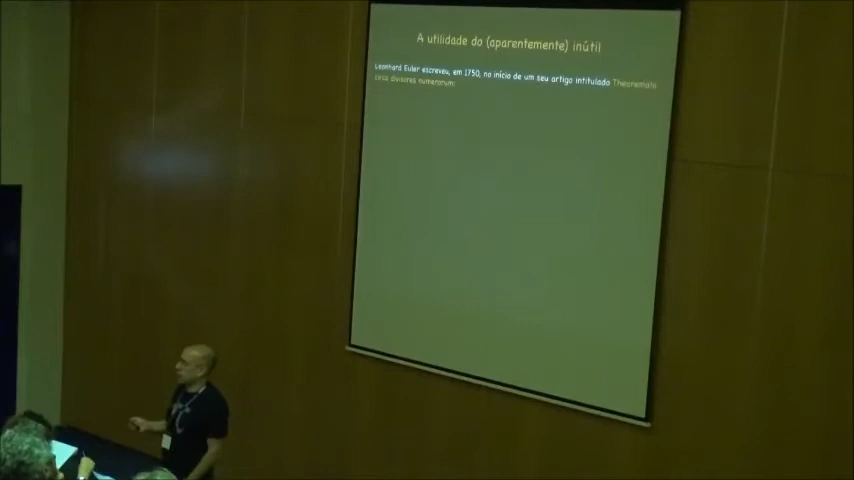 A utilidade do (aparentemente) inútil
Leonhard Euler escreveu, em 1750, no início de um seu artigo intitulado Theoremata
circa divisores numerorum: